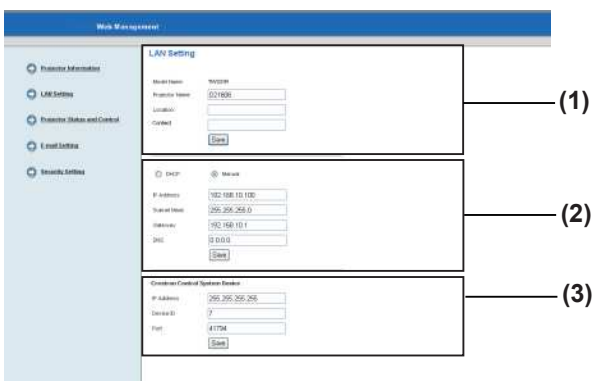 Web Management
LAN Setting
Projector Information
Model Name
Projector Name
LAN Setting
Location
Projector Status and Control
Contact
Save
E-mail Setting
Security Setting
DHCP Manual
IP Address 192.168.10.100
Subnet Mask 255.255.255.0
Gateway 192.168.10.1
DNS 0.0.0.0
Save
Crestron Control System Device
IP Address 255.255.255.255
Device ID 7
Port 41794
Save
(1)
(2)
(3)